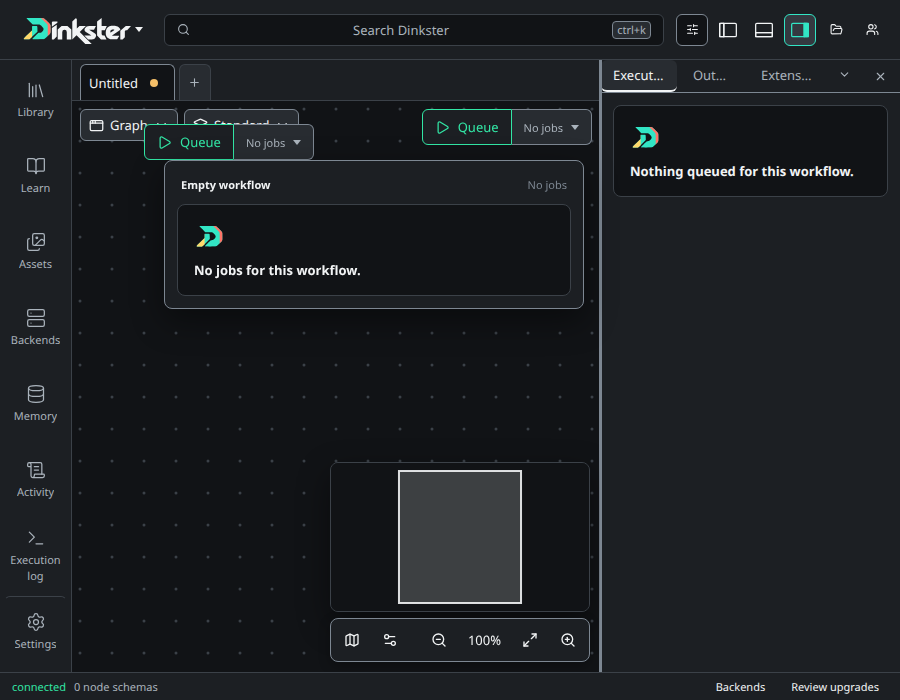 Dinkster
Search Dinkster
ctrl+k
Untitled
+
Execut...
Out...
Extens...
Library
Learn
Assets
Backends
Memory
Activity
Execution
log
Settings
Graph
Standard
Queue
No jobs
Queue
No jobs
Empty workflow
No jobs
No jobs for this workflow.
Nothing queued for this workflow.
100%
connected
0 node schemas
Backends
Review upgrades